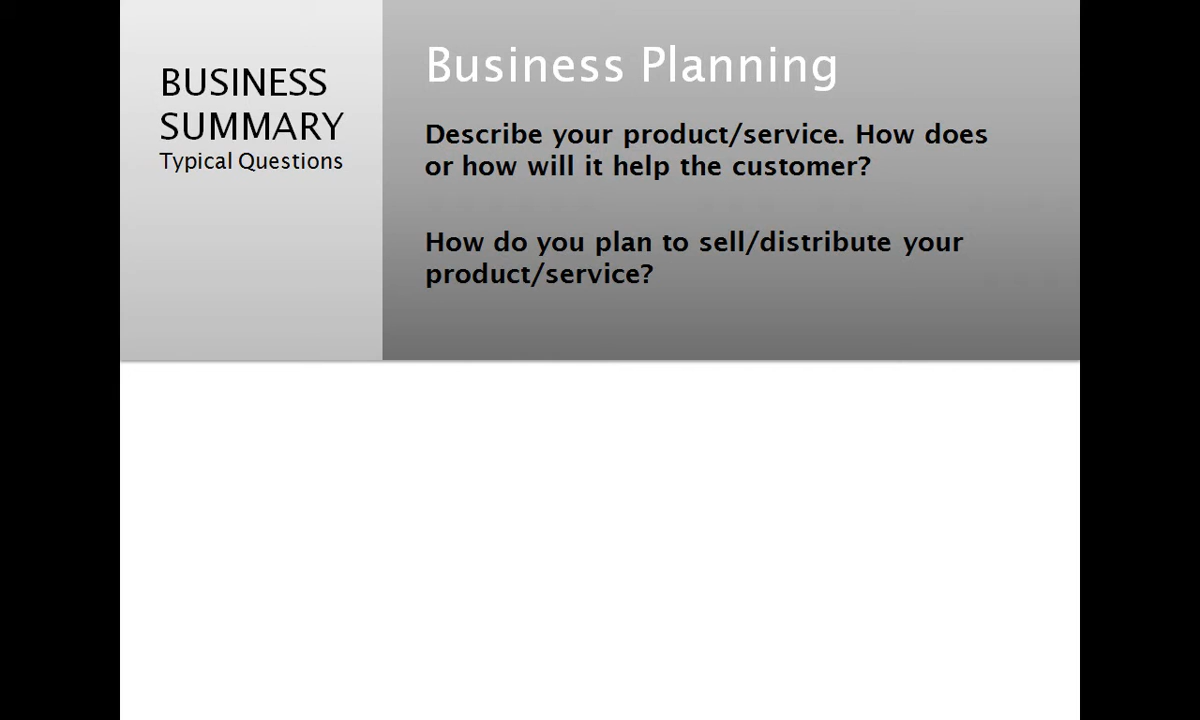 BUSINESS
SUMMARY
Typical Questions
Business Planning
Describe your product/service. How does
or how will it help the customer?
How do you plan to sell/distribute your
product/service?